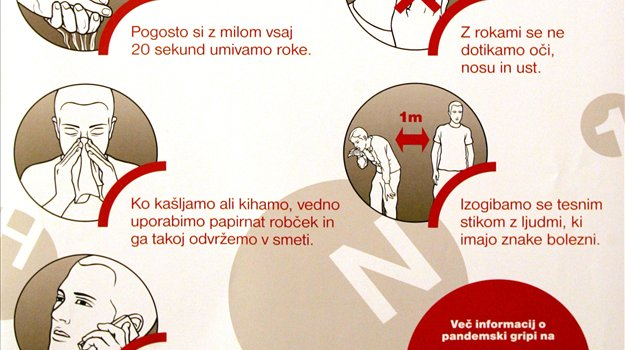 Pogosto si z milom vsaj
20 sekund umivamo roke.
Z rokami se ne
dotikamo oči,
nosu in ust.
1m
1
Ko kašljamo ali kihamo, vedno
uporabimo papirnat robček in
ga takoj odvržemo v smeti.
Izogibamo se tesnim
stikom z ljudmi, ki
imajo znake bolezni.
H
N
Več informacij o
pandemski gripi na